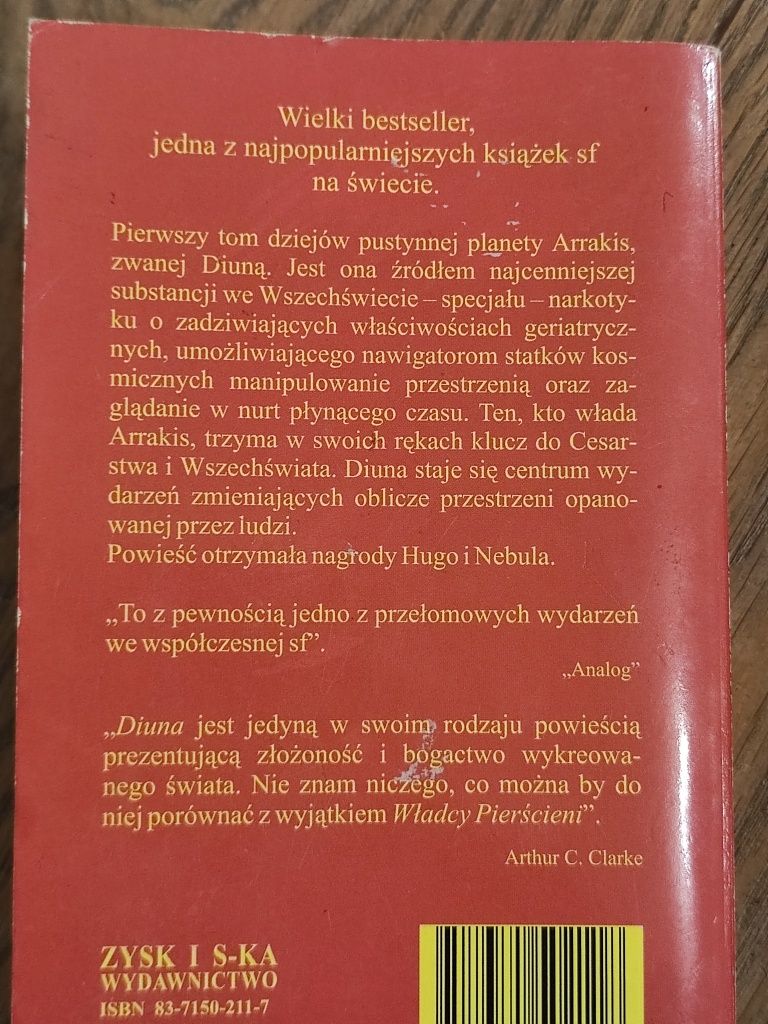 Wielki bestseller,
jedna z najpopularniejszych książek sf
na świecie.
Pierwszy tom dziejów pustynnej planety Arrakis,
zwanej Diuną. Jest ona źródłem najcenniejszej
substancji we Wszechświecie – specjału – narkoty-
ku o zadziwiających właściwościach geriatrycz-
nych, umożliwiającego nawigatorom statków kos-
micznych manipulowanie przestrzenią oraz za-
glądanie w nurt płynącego czasu. Ten, kto włada
Arrakis, trzyma w swoich rękach klucz do Cesar-
stwa i Wszechświata. Diuna staje się centrum wy-
darzeń zmieniających oblicze przestrzeni opano-
wanej przez ludzi.
Powieść otrzymała nagrody Hugo i Nebula.
„To z pewnością jedno z przełomowych wydarzeń
we współczesnej sf”.
„Analog”
„Diuna jest jedyną w swoim rodzaju powieścią
prezentującą złożoność i bogactwo wykreowa-
nego świata. Nie znam niczego, co można by do
niej porównać z wyjątkiem Władcy Pierścieni”.
Arthur C. Clarke
ZYSK I S-KA
WYDAWNICTWO
ISBN 83-7150-211-7